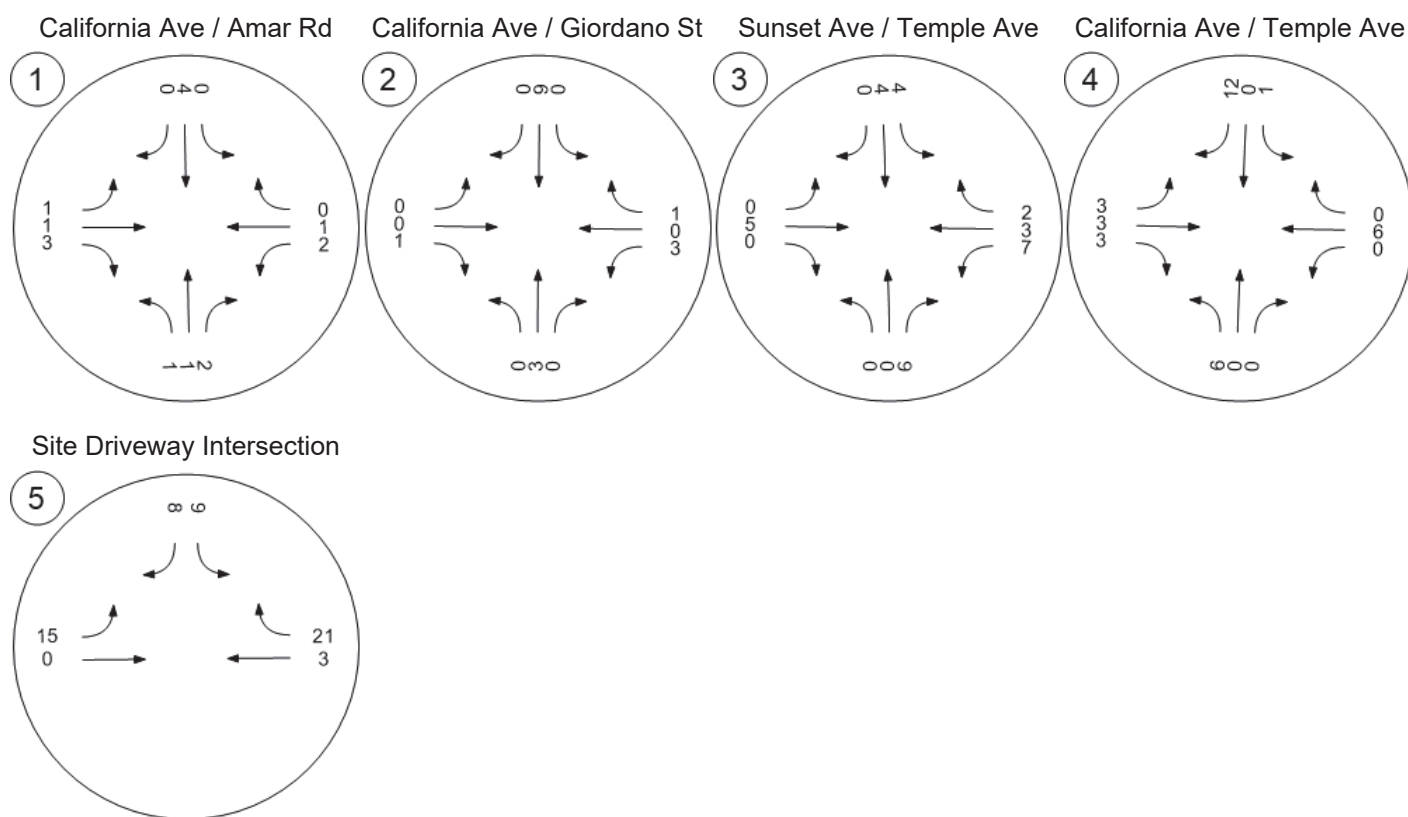 California Ave / Amar Rd
1
0 4 0
1
1
3
0
1
2
1 1 2
California Ave / Giordano St
2
0 9 0
0
0
1
1
0
3
0 3 0
Sunset Ave / Temple Ave
3
0 4 4
0
5
0
2
3
7
0 0 6
California Ave / Temple Ave
4
12 0 1
3
3
3
0
6
0
6 0 0
Site Driveway Intersection
5
8 9
15
0
21
3